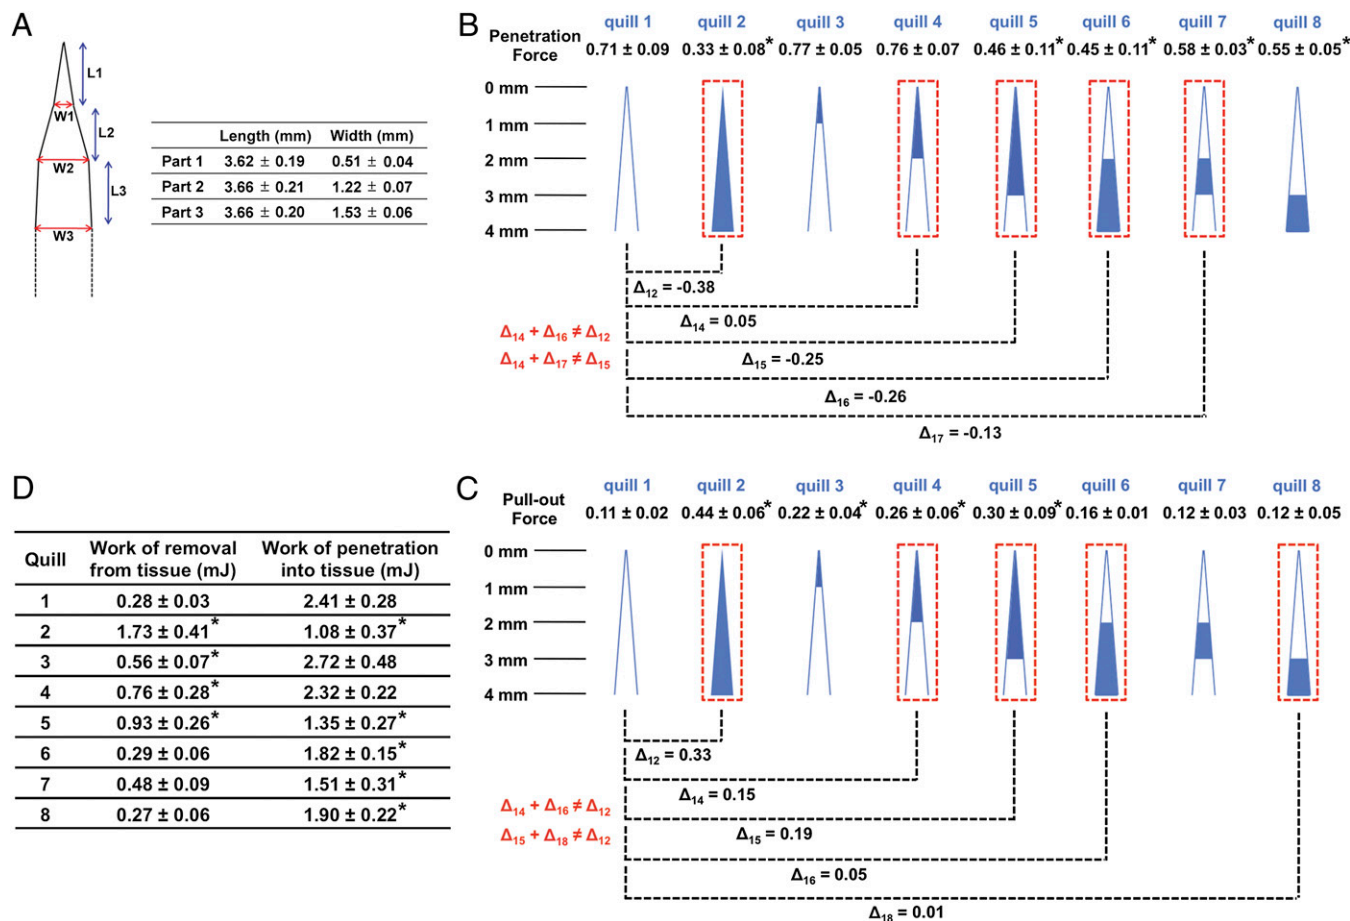 A
L1
W1
L2
W2
L3
W3
Length (mm) Width (mm)
Part 1 3.62 ± 0.19 0.51 ± 0.04
Part 2 3.66 ± 0.21 1.22 ± 0.07
Part 3 3.66 ± 0.20 1.53 ± 0.06
B
quill 1 quill 2 quill 3 quill 4 quill 5 quill 6 quill 7 quill 8
Penetration Force
0.71 ± 0.09 0.33 ± 0.08* 0.77 ± 0.05 0.76 ± 0.07 0.46 ± 0.11* 0.45 ± 0.11* 0.58 ± 0.03* 0.55 ± 0.05*
0 mm
1 mm
2 mm
3 mm
4 mm
Δ12 = -0.38
Δ14 = 0.05
Δ14 + Δ16 ≠ Δ12
Δ14 + Δ17 ≠ Δ15
Δ15 = -0.25
Δ16 = -0.26
Δ17 = -0.13
D
Quill Work of removal from tissue (mJ) Work of penetration into tissue (mJ)
1 0.28 ± 0.03 2.41 ± 0.28
2 1.73 ± 0.41* 1.08 ± 0.37*
3 0.56 ± 0.07* 2.72 ± 0.48
4 0.76 ± 0.28* 2.32 ± 0.22
5 0.93 ± 0.26* 1.35 ± 0.27*
6 0.29 ± 0.06 1.82 ± 0.15*
7 0.48 ± 0.09 1.51 ± 0.31*
8 0.27 ± 0.06 1.90 ± 0.22*
C
quill 1 quill 2 quill 3 quill 4 quill 5 quill 6 quill 7 quill 8
Pull-out Force
0.11 ± 0.02 0.44 ± 0.06* 0.22 ± 0.04* 0.26 ± 0.06* 0.30 ± 0.09* 0.16 ± 0.01 0.12 ± 0.03 0.12 ± 0.05
0 mm
1 mm
2 mm
3 mm
4 mm
Δ12 = 0.33
Δ14 = 0.15
Δ14 + Δ16 ≠ Δ12
Δ15 + Δ18 ≠ Δ12
Δ15 = 0.19
Δ16 = 0.05
Δ18 = 0.01